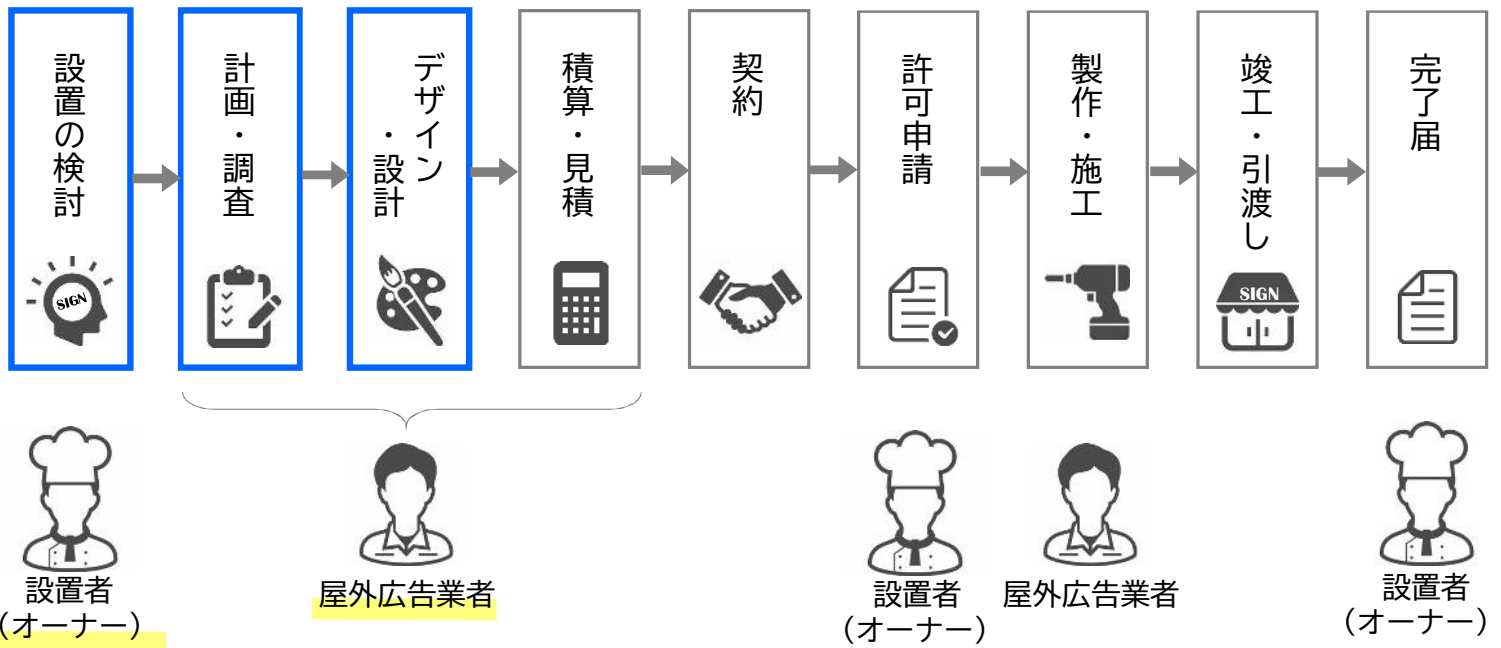 設置の検討
計画・調査
デザイン
・設計
積算・見積
契約
許可申請
製作・施工
竣工・引渡し
完了届
SIGN
SIGN
設置者
(オーナー)
屋外広告業者
設置者
(オーナー)
屋外広告業者
設置者
(オーナー)